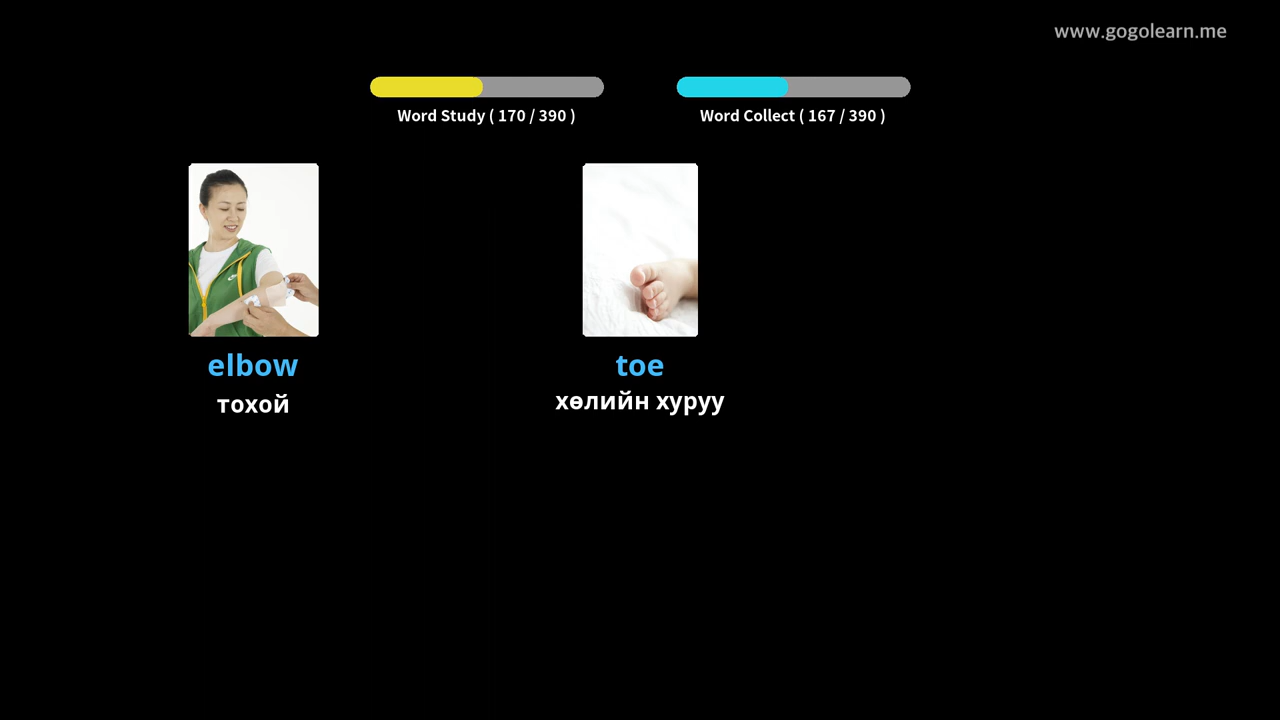 www.gogolearn.me
Word Study ( 170 / 390 )
Word Collect ( 167 / 390 )
elbow
тохой
toe
хөлийн хуруу